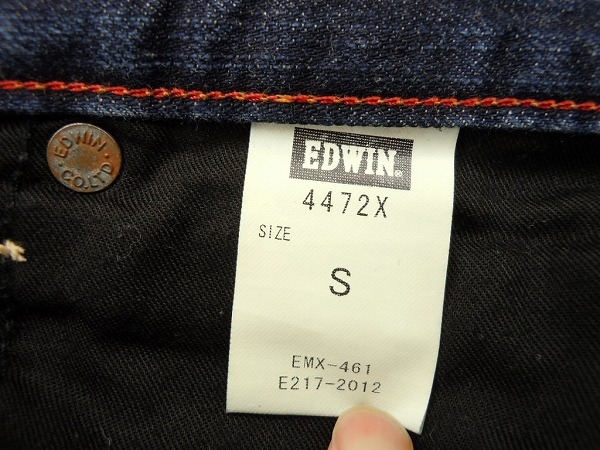 EDWIN
CO.,LTD
EDWIN.
4472X
SIZE
S
EMX-461
E217-2012